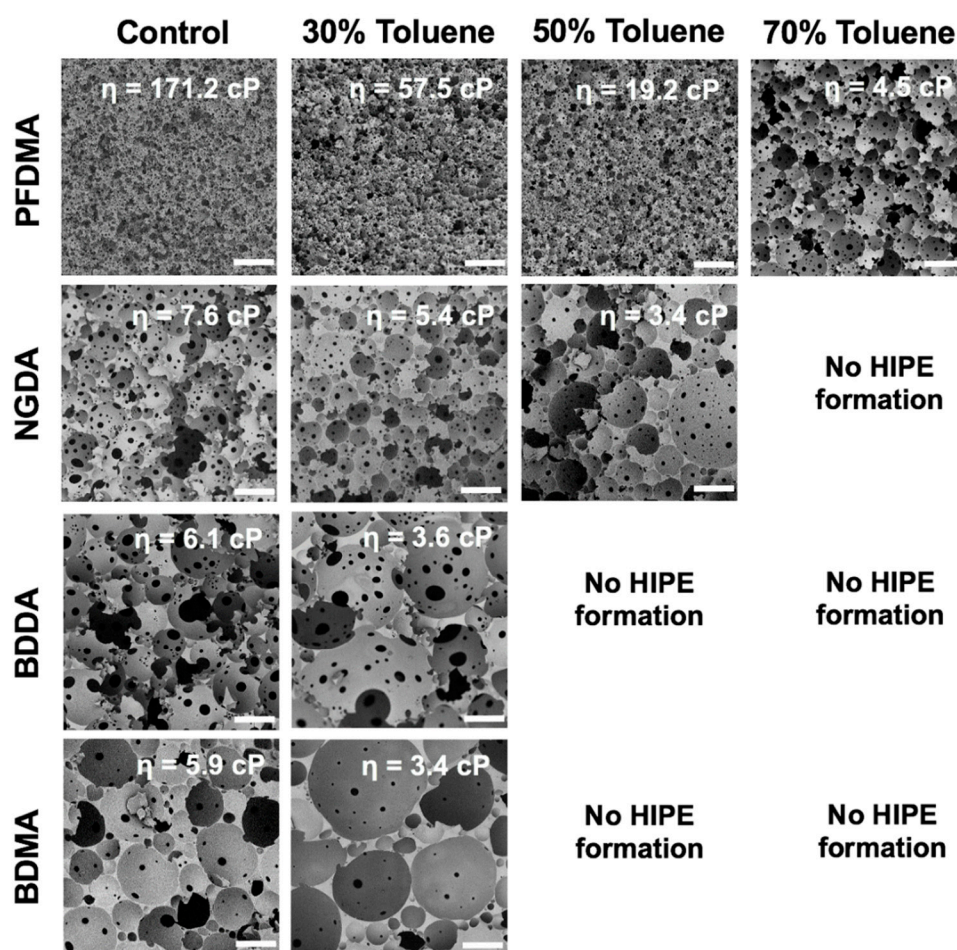 Control 30% Toluene 50% Toluene 70% Toluene
PFDMA
η = 171.2 cP η = 57.5 cP η = 19.2 cP η = 4.5 cP
NGDA
η = 7.6 cP η = 5.4 cP η = 3.4 cP
No HIPE
formation
BDDA
η = 6.1 cP η = 3.6 cP
No HIPE
formation
No HIPE
formation
BDMA
η = 5.9 cP η = 3.4 cP
No HIPE
formation
No HIPE
formation